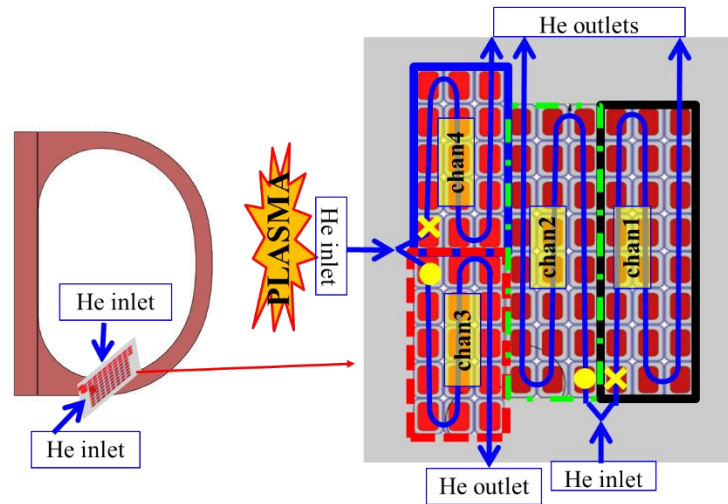 He outlets
He inlet
He inlet
PLASMA
He inlet
chan4
chan3
chan2
chan1
He outlet
He inlet